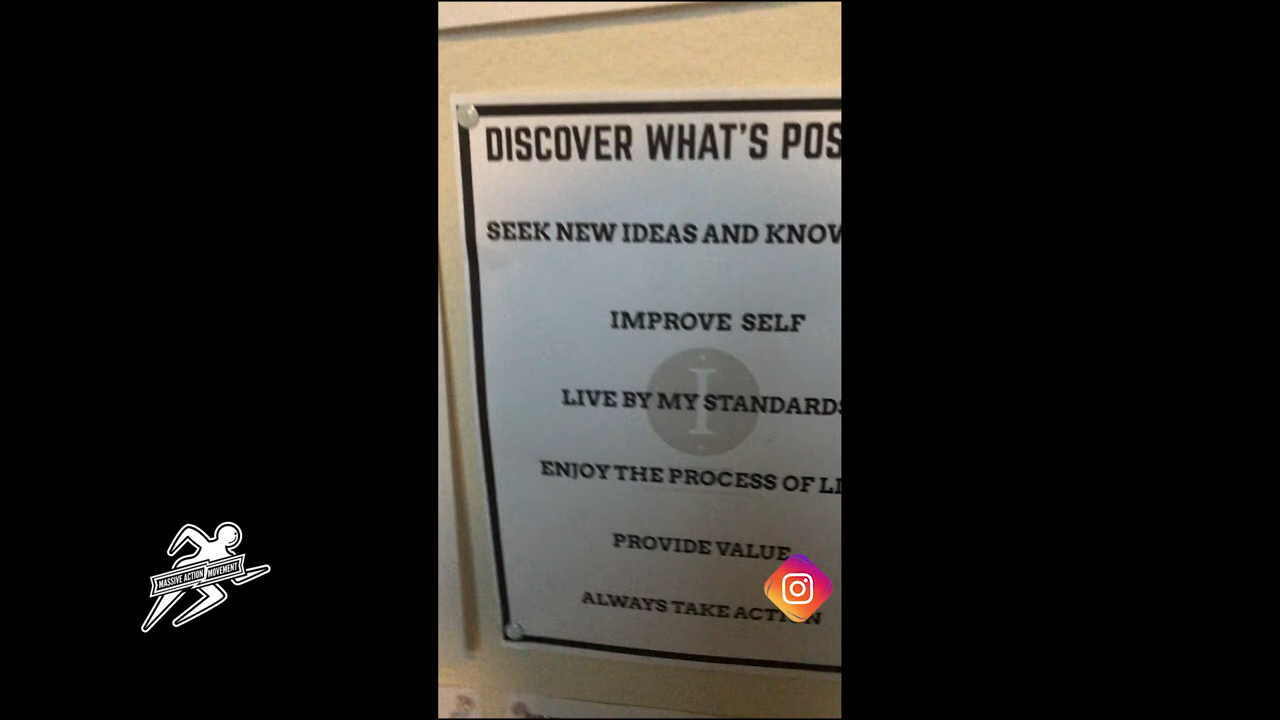 DISCOVER WHAT'S POS
SEEK NEW IDEAS AND KNOW
IMPROVE SELF
I
LIVE BY MY STANDARDS
ENJOY THE PROCESS OF LI
PROVIDE VALUE
ALWAYS TAKE ACTION
MASSIVE ACTION MOVEMENT